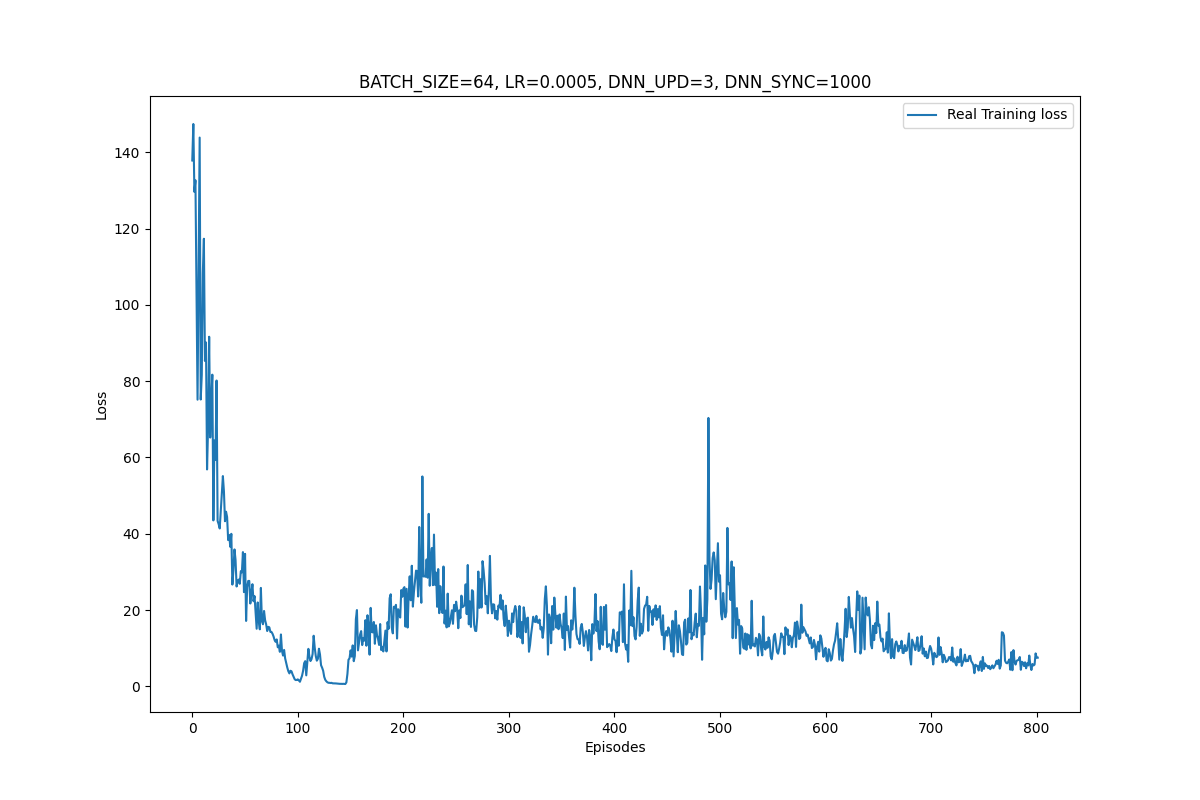 BATCH_SIZE=64, LR=0.0005, DNN_UPD=3, DNN_SYNC=1000
Real Training loss
140
120
100
80
60
40
20
0
Loss
0 100 200 300 400 500 600 700 800
Episodes